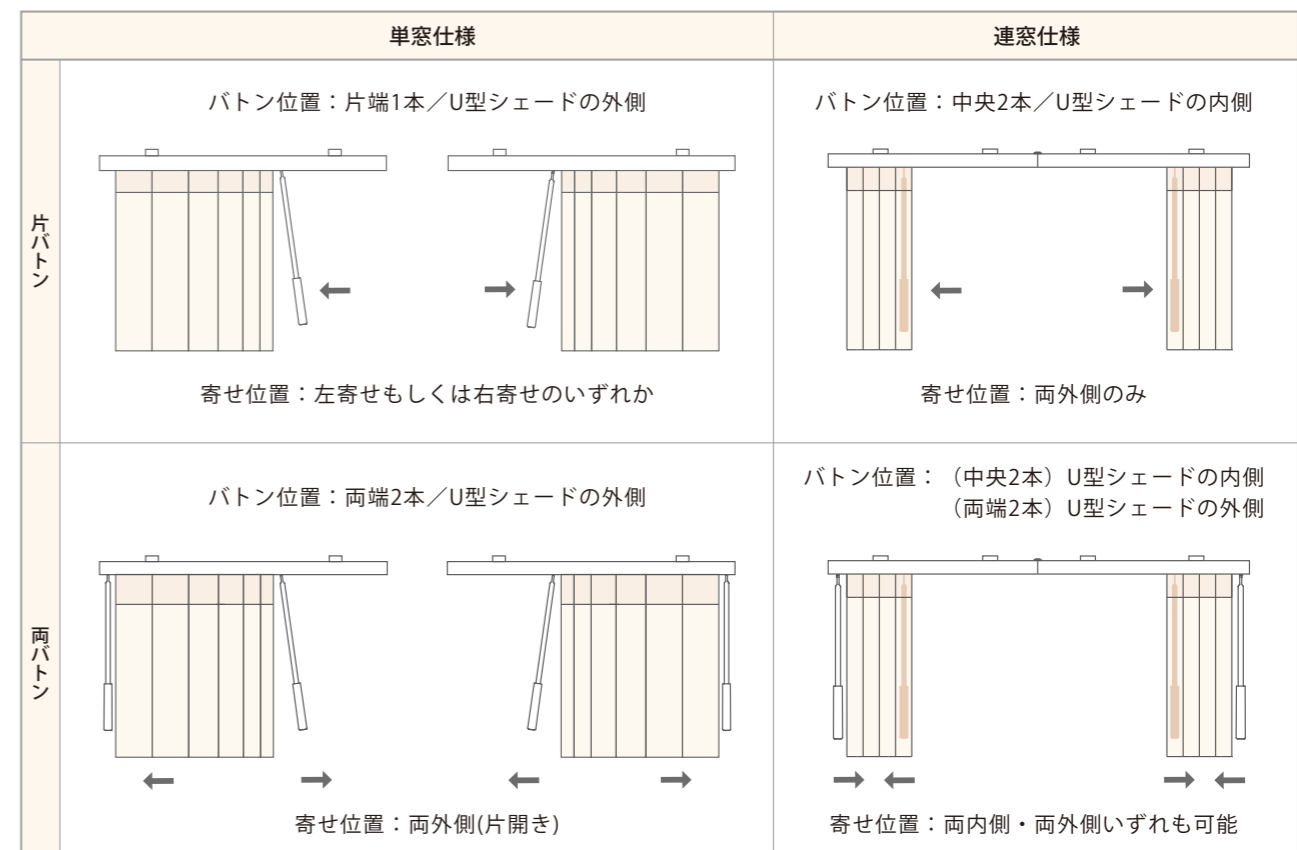 単窓仕様
連窓仕様
片バトン
バトン位置：片端1本／U型シェードの外側
寄せ位置：左寄せもしくは右寄せのいずれか
バトン位置：中央2本／U型シェードの内側
寄せ位置：両外側のみ
両バトン
バトン位置：両端2本／U型シェードの外側
寄せ位置：両外側(片開き)
バトン位置：（中央2本）U型シェードの内側
（両端2本）U型シェードの外側
寄せ位置：両内側・両外側いずれも可能